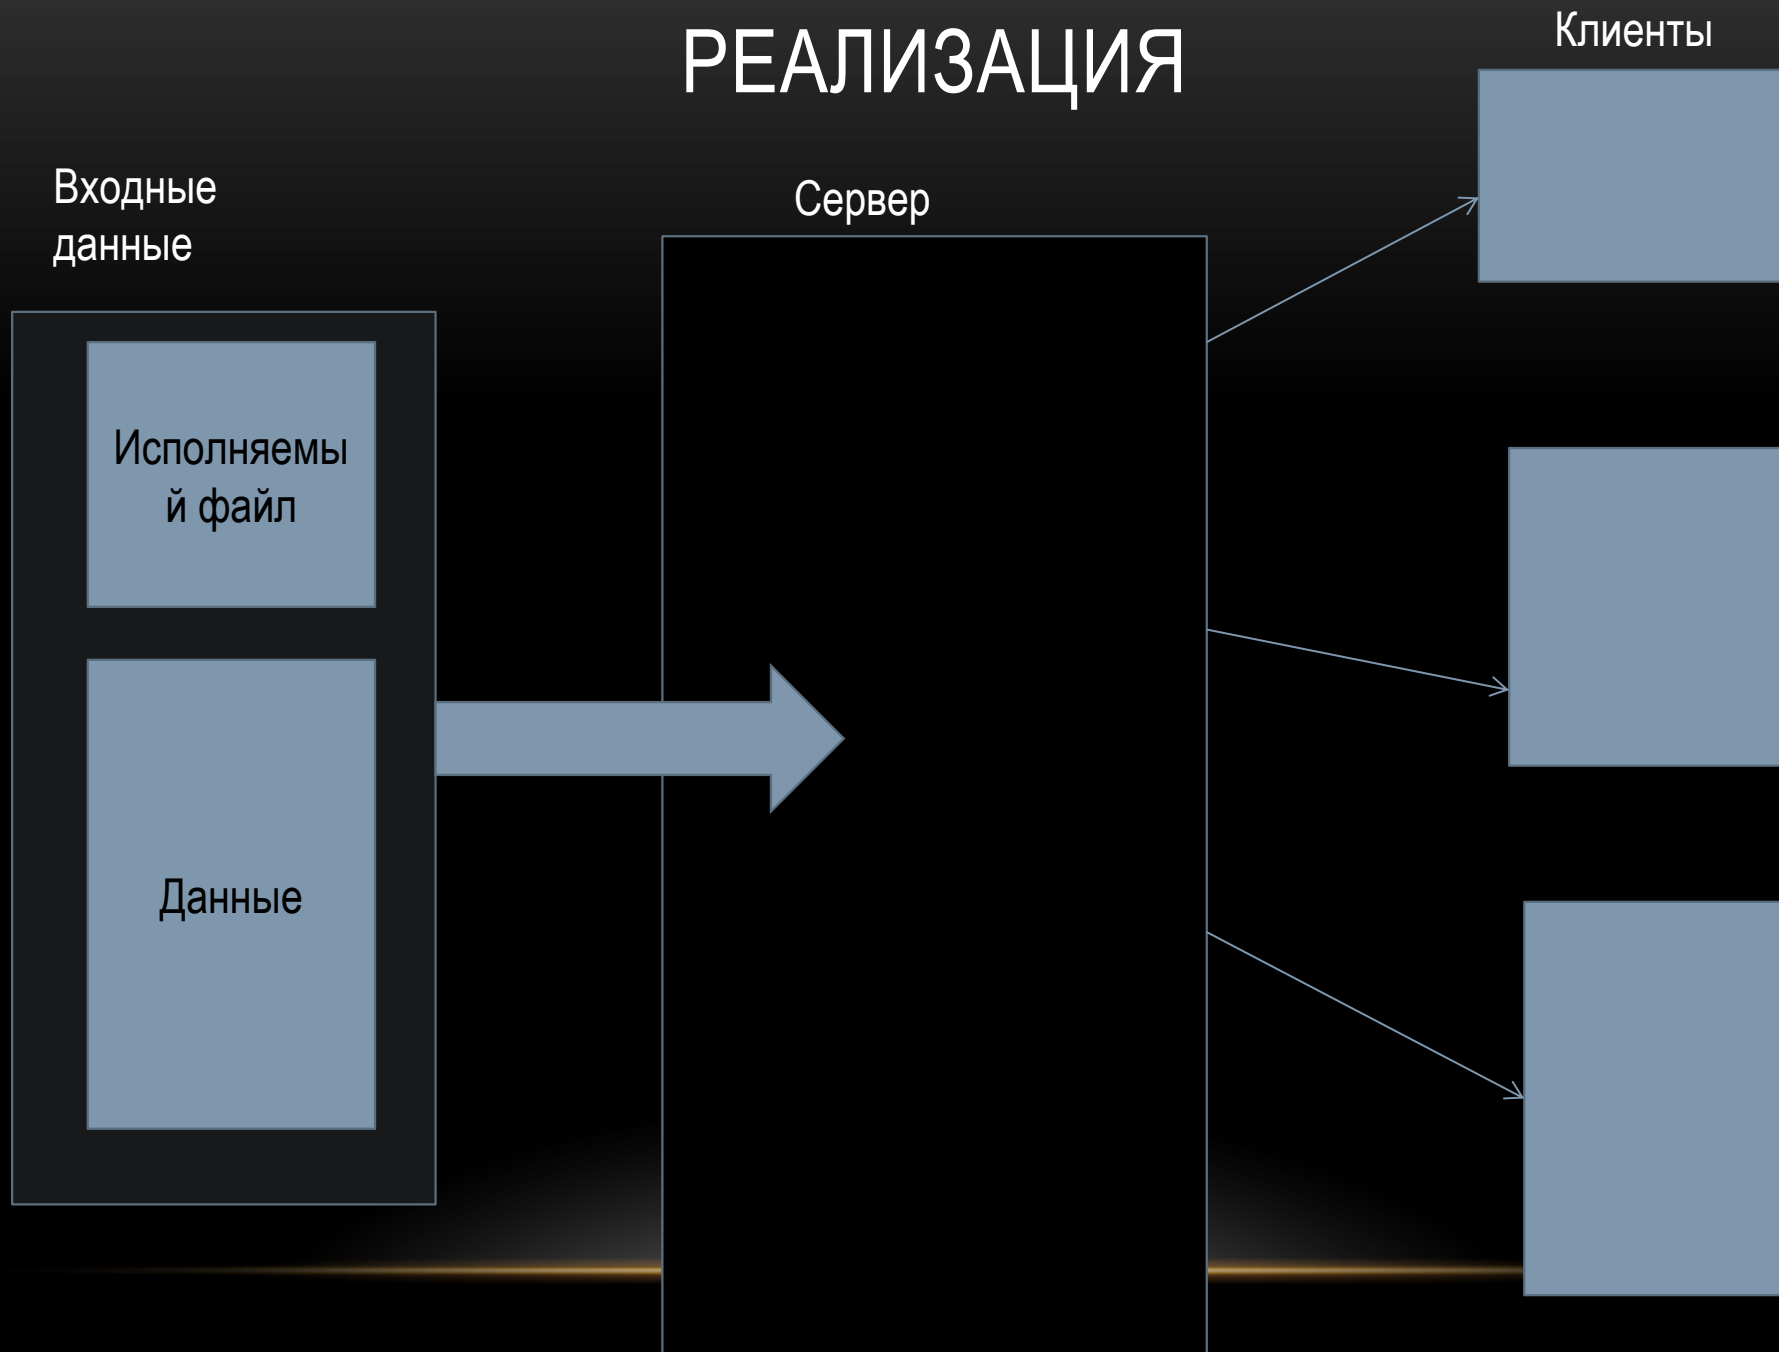 РЕАЛИЗАЦИЯ
Клиенты
Входные
данные
Сервер
Исполняемы
й файл
Данные